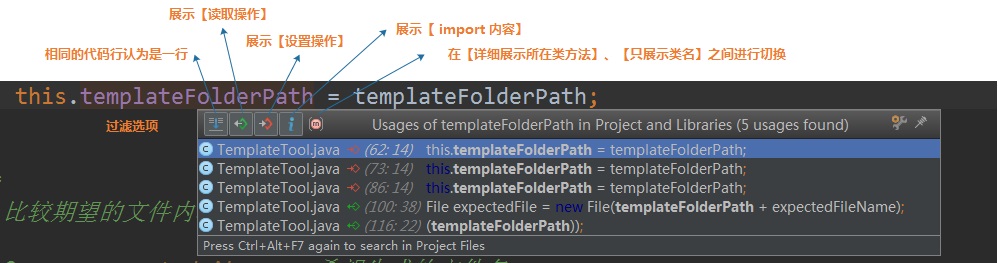 展示【读取操作】
展示【 import 内容】
展示【设置操作】
相同的代码行认为是一行
在【详细展示所在类方法】、【只展示类名】之间进行切换
this.templateFolderPath = templateFolderPath;
过滤选项
Usages of templateFolderPath in Project and Libraries (5 usages found)
TemplateTool.java (62: 14) this.templateFolderPath = templateFolderPath;
TemplateTool.java (73: 14) this.templateFolderPath = templateFolderPath;
TemplateTool.java (86: 14) this.templateFolderPath = templateFolderPath;
比较期望的文件内
TemplateTool.java (100: 38) File expectedFile = new File(templateFolderPath + expectedFileName);
TemplateTool.java (116: 22) (templateFolderPath));
Press Ctrl+Alt+F7 again to search in Project Files